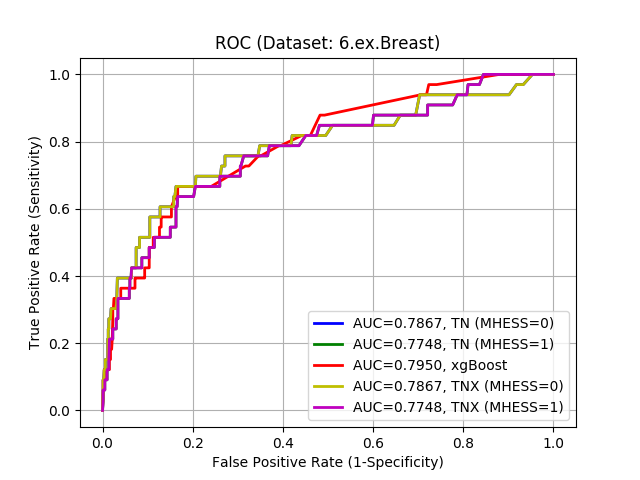 ROC (Dataset: 6.ex.Breast)
True Positive Rate (Sensitivity)
1.0
0.8
0.6
0.4
0.2
0.0
AUC=0.7867, TN (MHESS=0)
AUC=0.7748, TN (MHESS=1)
AUC=0.7950, xgBoost
AUC=0.7867, TNX (MHESS=0)
AUC=0.7748, TNX (MHESS=1)
0.0 0.2 0.4 0.6 0.8 1.0
False Positive Rate (1-Specificity)